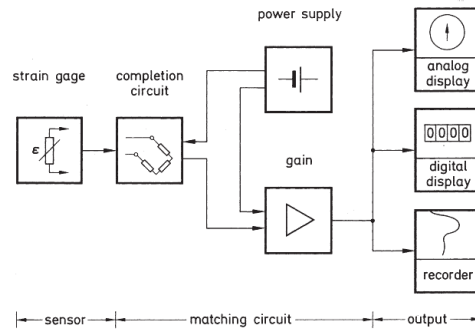 power supply
strain gage
completion
circuit
analog
display
ε
0000
gain
digital
display
recorder
sensor
matching circuit
output